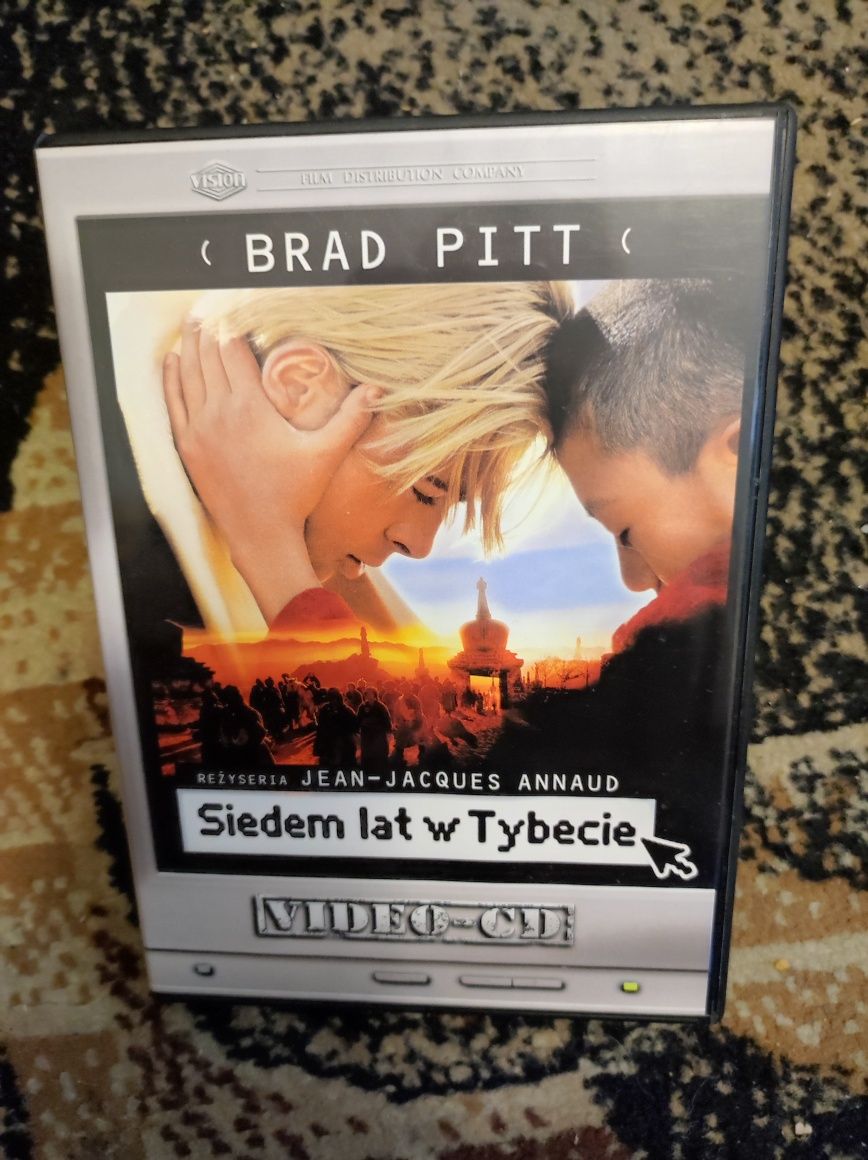 VISION
FILM DISTRIBUTION COMPANY
BRAD PITT
REŻYSERIA JEAN-JACQUES ANNAUD
Siedem lat w Tybecie
VIDEO-CD